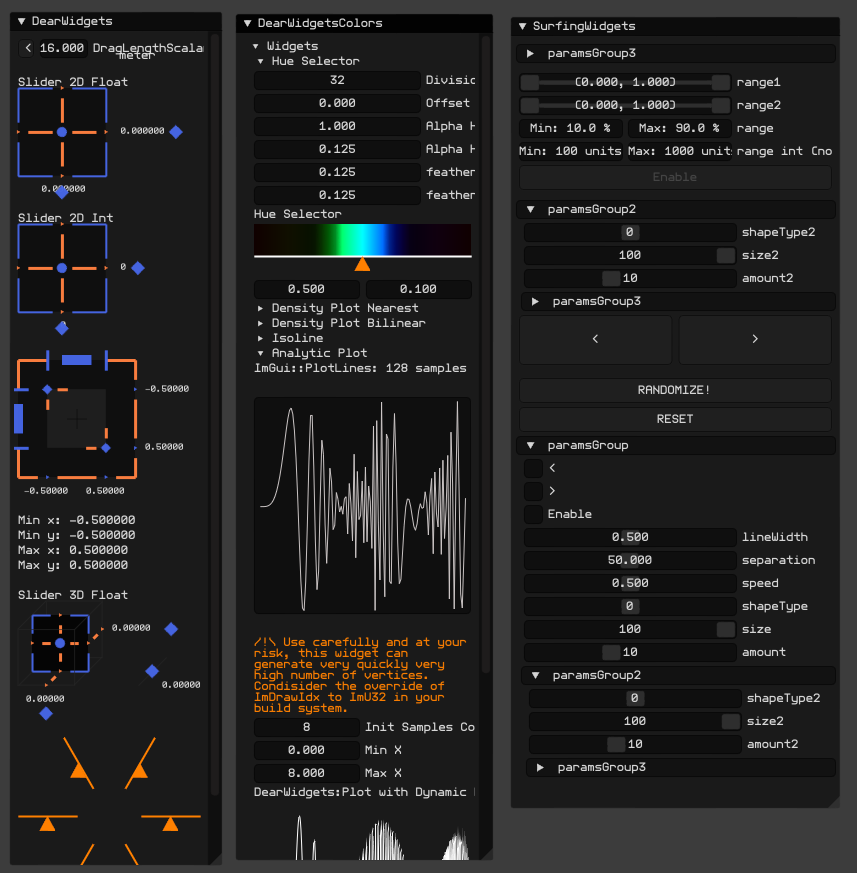 DearWidgets
< 16.000 DragLengthScala
meter
Slider 2D Float
0.000000
0.000000
Slider 2D Int
0
-0.50000
0.50000
-0.50000 0.50000
Min x: -0.500000
Min y: -0.500000
Max x: 0.500000
Max y: 0.500000
Slider 3D Float
0.00000
0.00000
0.00000
DearWidgetsColors
Widgets
Hue Selector
32 Divisio
0.000 Offset
1.000 Alpha H
0.125 Alpha H
0.125 feather
0.125 feather
Hue Selector
0.500 0.100
Density Plot Nearest
Density Plot Bilinear
Isoline
Analytic Plot
ImGui::PlotLines: 128 samples
/!\ Use carefully and at your
risk, this widget can
generate very quickly very
high number of vertices.
Condisider the override of
ImDrawIdx to ImU32 in your
build system.
8 Init Samples Co
0.000 Min X
8.000 Max X
DearWidgets:Plot with Dynamic
SurfingWidgets
paramsGroup3
(0.000, 1.000) range1
(0.000, 1.000) range2
Min: 10.0 % Max: 90.0 % range
Min: 100 units Max: 1000 units range int (no
Enable
paramsGroup2
0 shapeType2
100 size2
10 amount2
paramsGroup3
< >
RANDOMIZE!
RESET
paramsGroup
<
>
Enable
0.500 lineWidth
50.000 separation
0.500 speed
0 shapeType
100 size
10 amount
paramsGroup2
0 shapeType2
100 size2
10 amount2
paramsGroup3